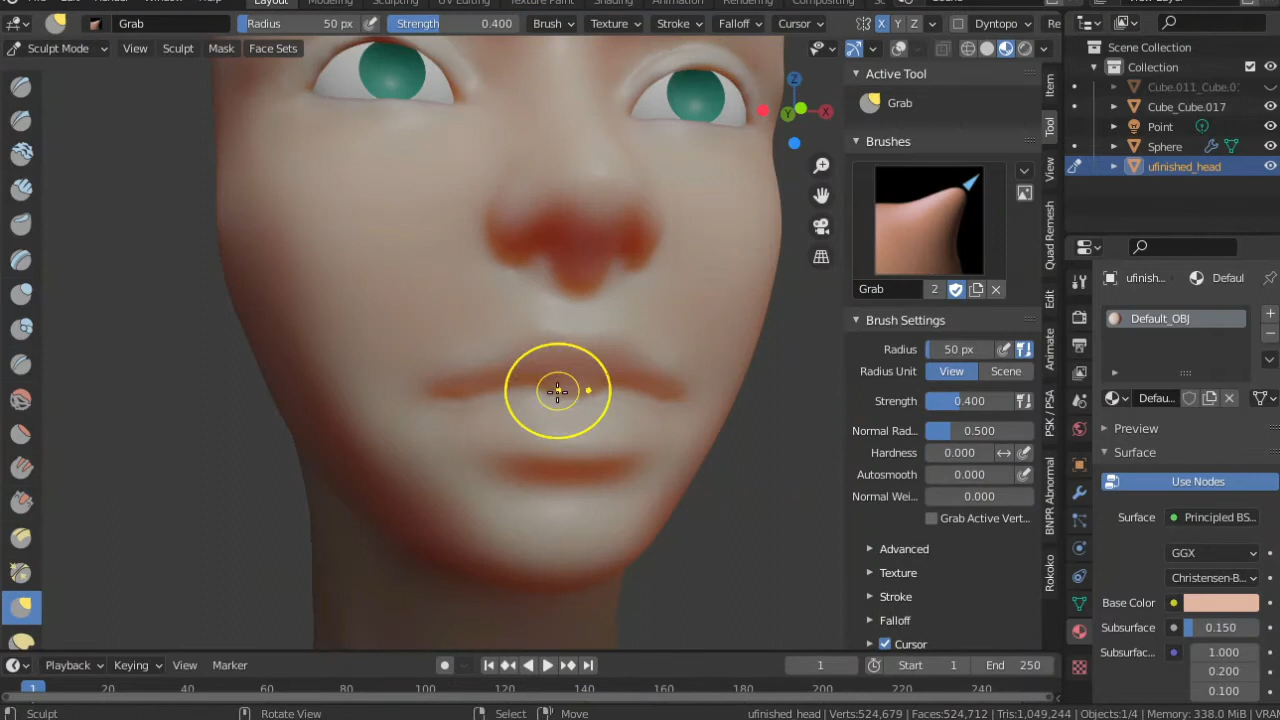 Layout Modeling Sculpting UV Editing Texture Paint Shading Animation Rendering Compositing
Grab Radius 50 px Strength 0.400 Brush Texture Stroke Falloff Cursor X Y Z Dyntopo Re
Sculpt Mode View Sculpt Mask Face Sets
Scene Collection
Collection
Cube.011_Cube.0
Cube_Cube.017
Point
Sphere
ufinished_head
Z
Y
X
Active Tool
Grab
Brushes
Grab 2
Brush Settings
Radius 50 px
Radius Unit View Scene
Strength 0.400
Normal Rad... 0.500
Hardness 0.000
Autosmooth 0.000
Normal Wei... 0.000
Grab Active Vert...
Advanced
Texture
Stroke
Falloff
Cursor
Item
Tool
View
Quad Remesh
Edit
Animate
PSK / PSA
BNPR Abnormal
Rokoko
ufinish... Defaul
Default_OBJ
Defau...
Preview
Surface
Use Nodes
Surface Principled BS...
GGX
Christensen-B...
Base Color
Subsurface 0.150
Subsurfac... 1.000
0.200
0.100
Playback Keying View Marker 1 Start 1 End 250
1 20 40 60 80 100 120 140 160 180 200 220 240
Sculpt Rotate View Select Move ufinished_head | Verts:524,679 | Faces:524,712 | Tris:1,049,244 | Objects:1/4 | Memory: 338.0 MiB | VRAM